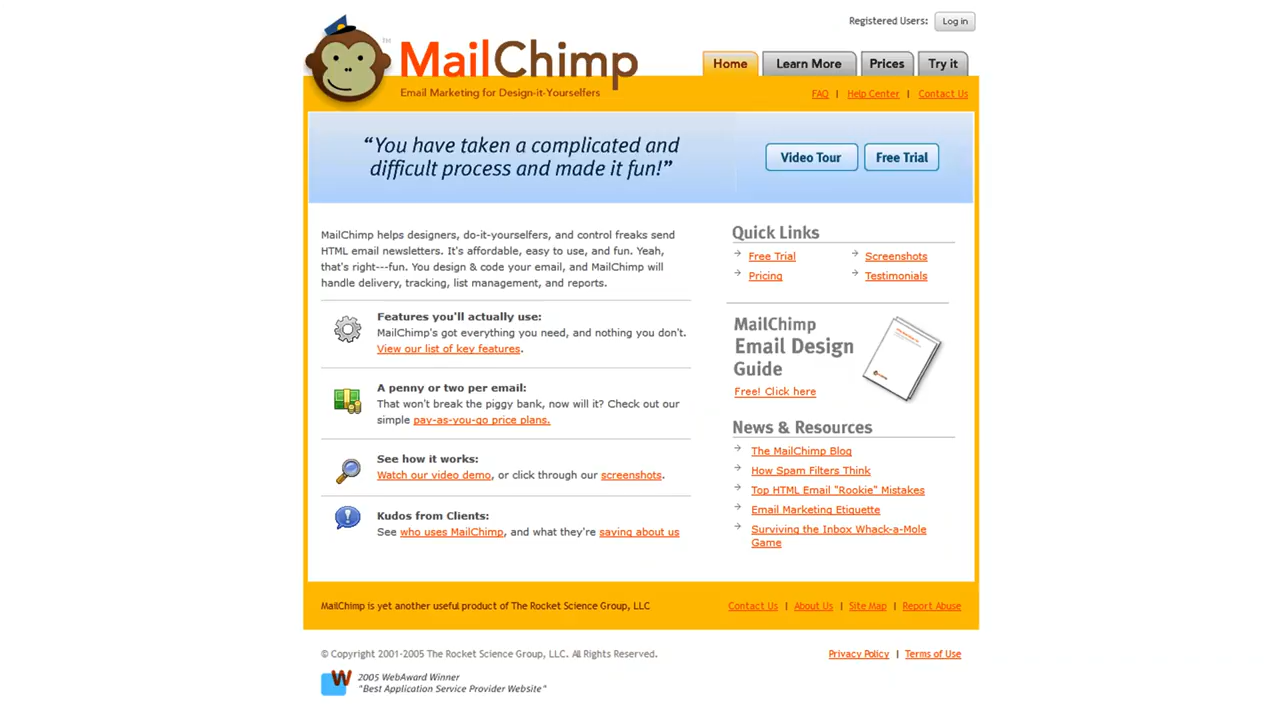 Registered Users: Log in
MailChimp™
Email Marketing for Design-it-Yourselfers
Home Learn More Prices Try it
FAQ | Help Center | Contact Us
“You have taken a complicated and
difficult process and made it fun!”
Video Tour Free Trial
MailChimp helps designers, do-it-yourselfers, and control freaks send
HTML email newsletters. It's affordable, easy to use, and fun. Yeah,
that's right---fun. You design & code your email, and MailChimp will
handle delivery, tracking, list management, and reports.
Features you'll actually use:
MailChimp's got everything you need, and nothing you don't.
View our list of key features.
A penny or two per email:
That won't break the piggy bank, now will it? Check out our
simple pay-as-you-go price plans.
See how it works:
Watch our video demo, or click through our screenshots.
Kudos from Clients:
See who uses MailChimp, and what they're saying about us
Quick Links
Free Trial
Screenshots
Pricing
Testimonials
MailChimp
Email Design
Guide
Free! Click here
News & Resources
The MailChimp Blog
How Spam Filters Think
Top HTML Email "Rookie" Mistakes
Email Marketing Etiquette
Surviving the Inbox Whack-a-Mole
Game
MailChimp is yet another useful product of The Rocket Science Group, LLC
Contact Us | About Us | Site Map | Report Abuse
© Copyright 2001-2005 The Rocket Science Group, LLC. All Rights Reserved.
Privacy Policy | Terms of Use
W
2005 WebAward Winner
"Best Application Service Provider Website"